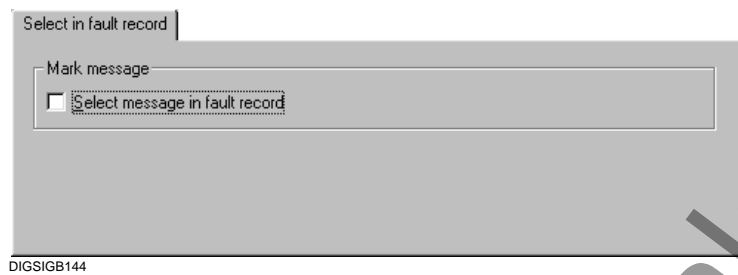 Select in fault record
Mark message
Select message in fault record
DIGSIGB144